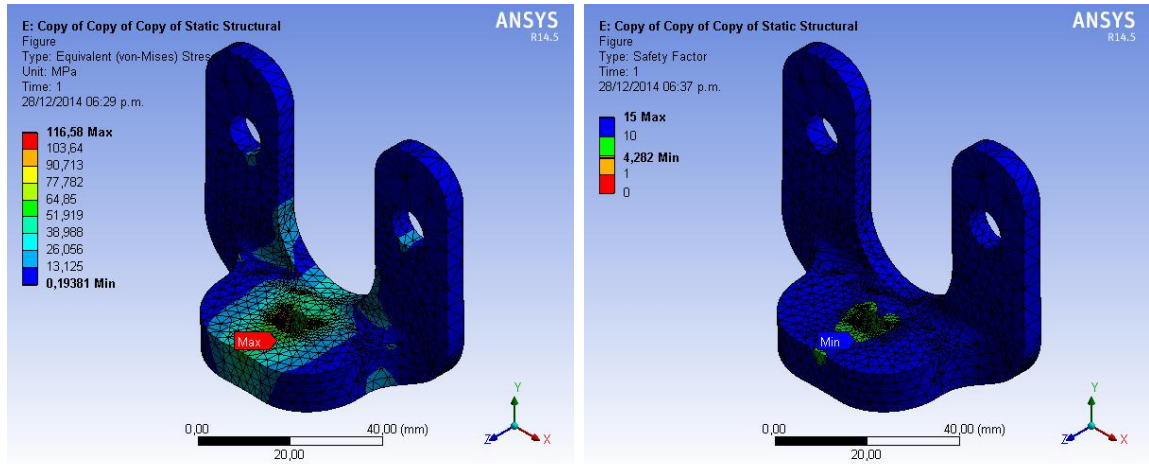 E: Copy of Copy of Copy of Static Structural
Figure
Type: Equivalent (von-Mises) Stres
Unit: MPa
Time: 1
28/12/2014 06:29 p.m.
ANSYS
R14.5
116,58 Max
103,64
90,713
77,782
64,85
51,919
38,988
26,056
13,125
0,19381 Min
Max
0,00
40,00 (mm)
20,00
Y
Z
X
E: Copy of Copy of Copy of Static Structural
Figure
Type: Safety Factor
Time: 1
28/12/2014 06:37 p.m.
ANSYS
R14.5
15 Max
10
4,282 Min
1
0
Min
0,00
40,00 (mm)
20,00
Y
Z
X